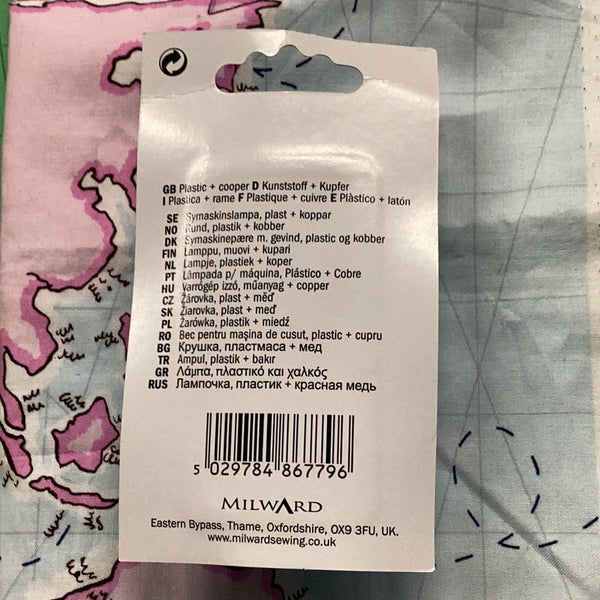 GB Plastic + cooper D Kunststoff + Kupfer
I Plastica + rame F Plastique + cuivre E Plàstico + latón
SE Symaskinslampa, plast + koppar
NO Rund, plastik + kobber
DK Symaskinepære m. gevind, plastic og kobber
FIN Lamppu, muovi + kupari
NL Lampje, plastiek + koper
PT Lâmpada p/ máquina, Plástico + Cobre
HU Varrógép izzó, műanyag + copper
CZ Žárovka, plast + měď
SK Žiarovka, plast + meď
PL Żarówka, plastik + miedź
RO Bec pentru maşina de cusut, plastic + cupru
BG Крушка, пластмаса + мед
TR Ampul, plastik + bakır
GR Λάμπα, πλαστικό και χαλκός
RUS Лампочка, пластик + красная медь
5 029784 867796
MILWARD
Eastern Bypass, Thame, Oxfordshire, OX9 3FU, UK.
www.milwardsewing.co.uk